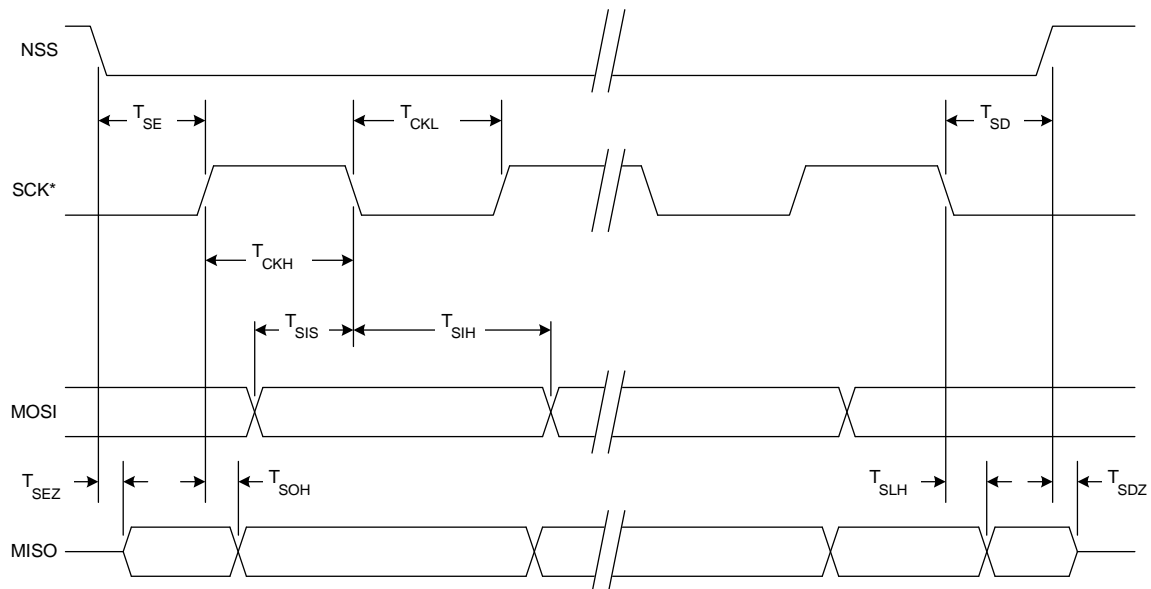 NSS
T_SE
T_CKL
T_SD
SCK*
T_CKH
T_SIS
T_SIH
MOSI
T_SEZ
T_SOH
T_SLH
T_SDZ
MISO